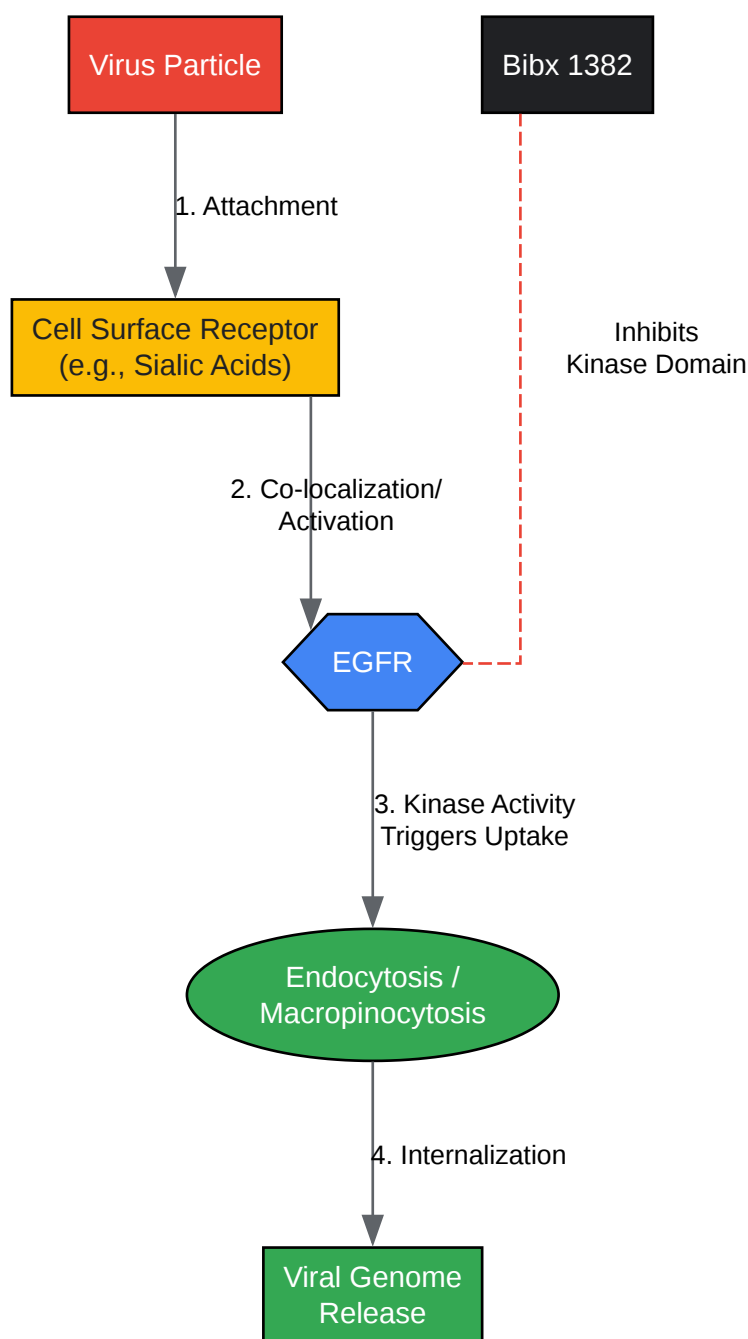 Virus Particle
Bibx 1382
1. Attachment
Cell Surface Receptor
(e.g., Sialic Acids)
Inhibits
Kinase Domain
2. Co-localization/
Activation
EGFR
3. Kinase Activity
Triggers Uptake
Endocytosis /
Macropinocytosis
4. Internalization
Viral Genome
Release